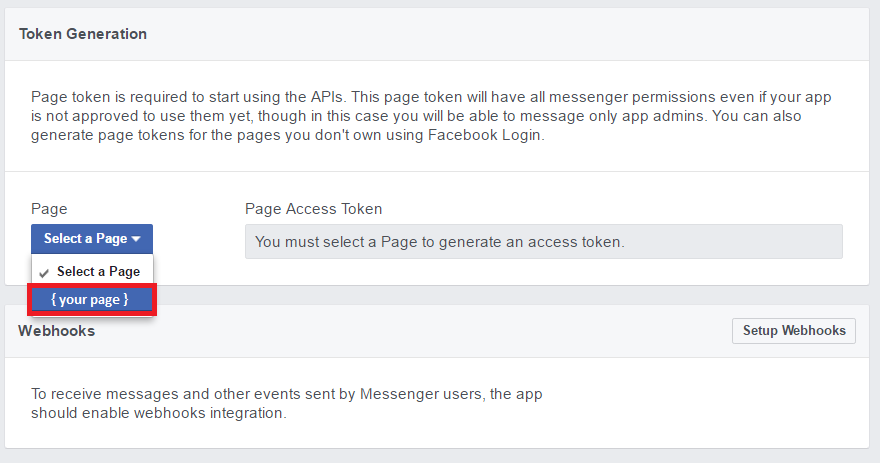 Token Generation
Page token is required to start using the APIs. This page token will have all messenger permissions even if your app
is not approved to use them yet, though in this case you will be able to message only app admins. You can also
generate page tokens for the pages you don't own using Facebook Login.
Page
Page Access Token
Select a Page
You must select a Page to generate an access token.
Select a Page
{ your page }
Webhooks
Setup Webhooks
To receive messages and other events sent by Messenger users, the app
should enable webhooks integration.